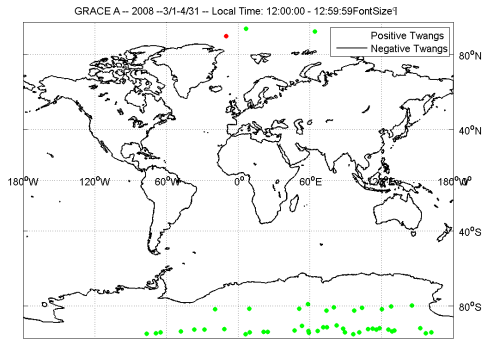 GRACE A -- 2008 --3/1-4/31 -- Local Time: 12:00:00 - 12:59:59FontSize
Positive Twangs
Negative Twangs
80°N
40°N
180°W 120°W 60°W 0° 60°E 120°E 180°W
40°S
80°S